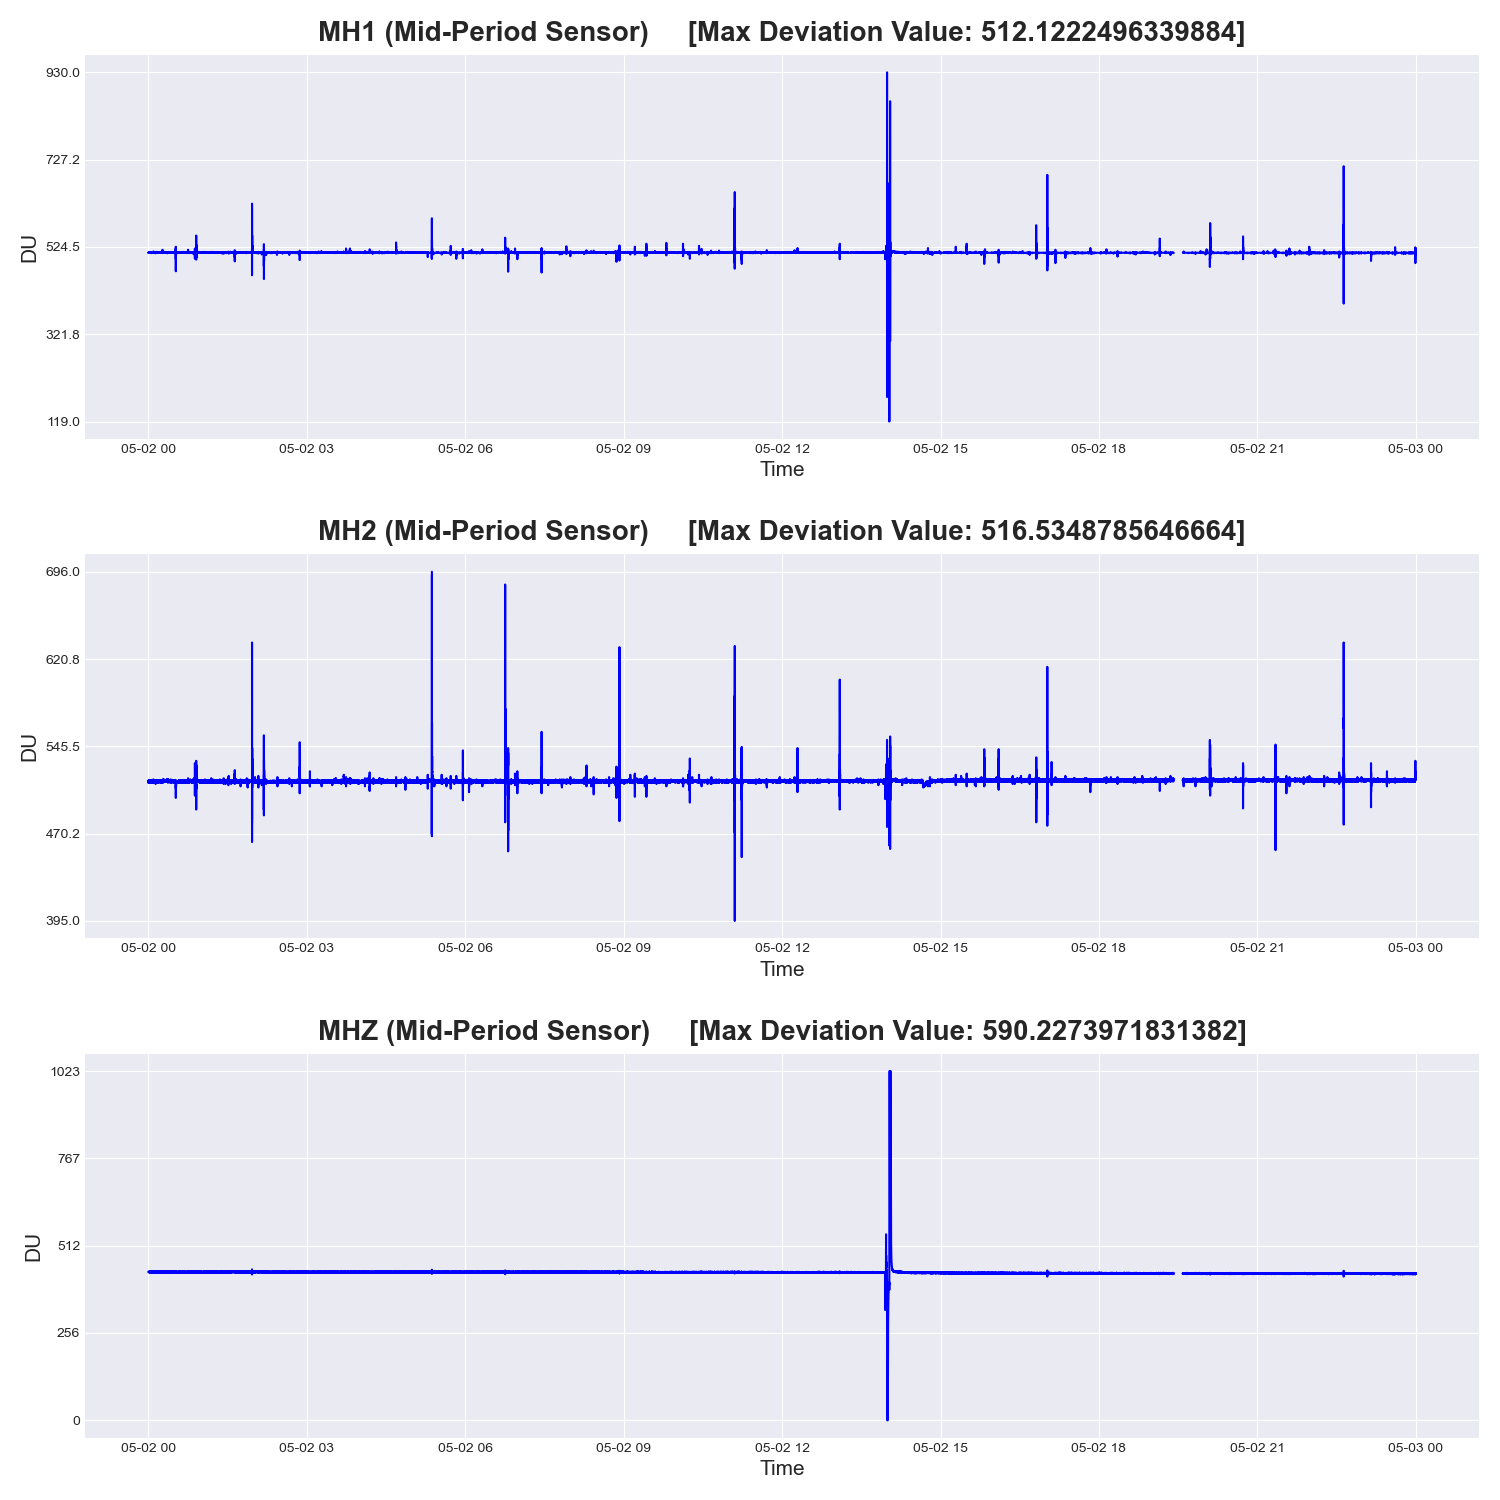 MH1 (Mid-Period Sensor) [Max Deviation Value: 512.1222496339884]
930.0
727.2
524.5
321.8
119.0
DU
05-02 00 05-02 03 05-02 06 05-02 09 05-02 12 05-02 15 05-02 18 05-02 21 05-03 00
Time
MH2 (Mid-Period Sensor) [Max Deviation Value: 516.5348785646664]
696.0
620.8
545.5
470.2
395.0
DU
05-02 00 05-02 03 05-02 06 05-02 09 05-02 12 05-02 15 05-02 18 05-02 21 05-03 00
Time
MHZ (Mid-Period Sensor) [Max Deviation Value: 590.2273971831382]
1023
767
512
256
0
DU
05-02 00 05-02 03 05-02 06 05-02 09 05-02 12 05-02 15 05-02 18 05-02 21 05-03 00
Time